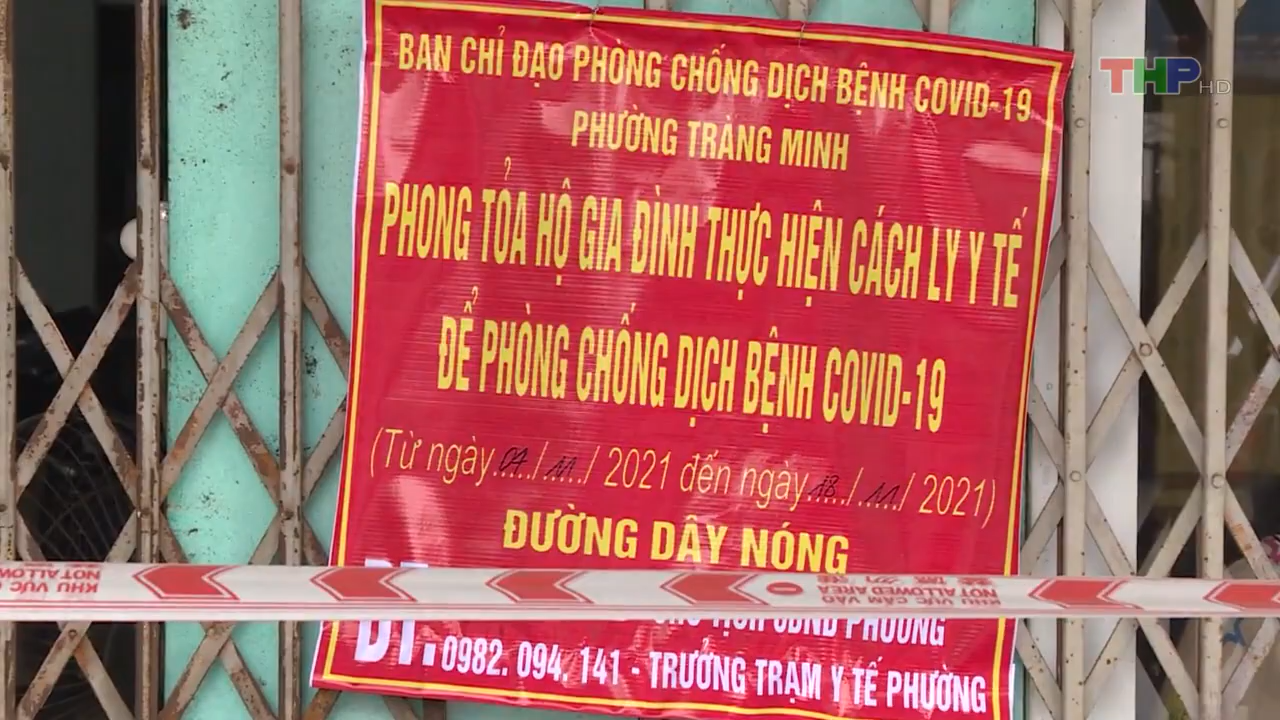 BAN CHỈ ĐẠO PHÒNG CHỐNG DỊCH BỆNH COVID-19
THP HD
PHƯỜNG TRÀNG MINH
PHONG TỎA HỘ GIA ĐÌNH THỰC HIỆN CÁCH LY Y TẾ
ĐỂ PHÒNG CHỐNG DỊCH BỆNH COVID-19
(Từ ngày 04/11/2021 đến ngày 18/11/2021)
ĐƯỜNG DÂY NÓNG
KHU VỰC CẤM VÀO
NOT ALLOWED AREA
ĐT:
CHỦ TỊCH UBND PHƯỜNG
0982. 094. 141 - TRƯỞNG TRẠM Y TẾ PHƯỜNG